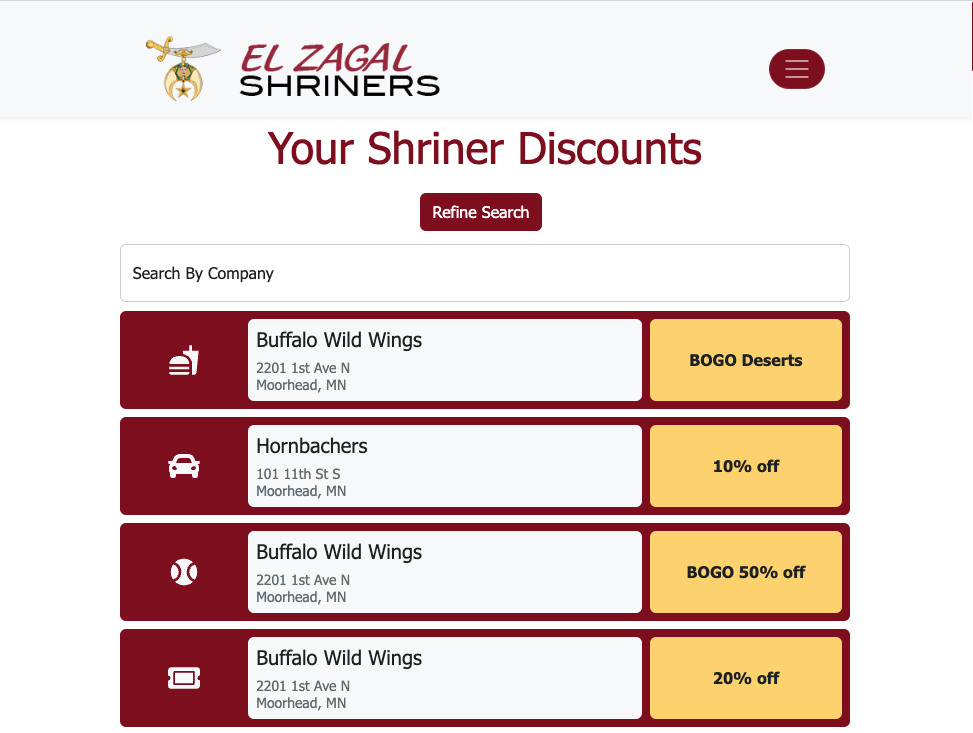 EL ZAGAL
SHRINERS
Your Shriner Discounts
Refine Search
Search By Company
Buffalo Wild Wings
2201 1st Ave N
Moorhead, MN
BOGO Deserts
Hornbachers
101 11th St S
Moorhead, MN
10% off
Buffalo Wild Wings
2201 1st Ave N
Moorhead, MN
BOGO 50% off
Buffalo Wild Wings
2201 1st Ave N
Moorhead, MN
20% off